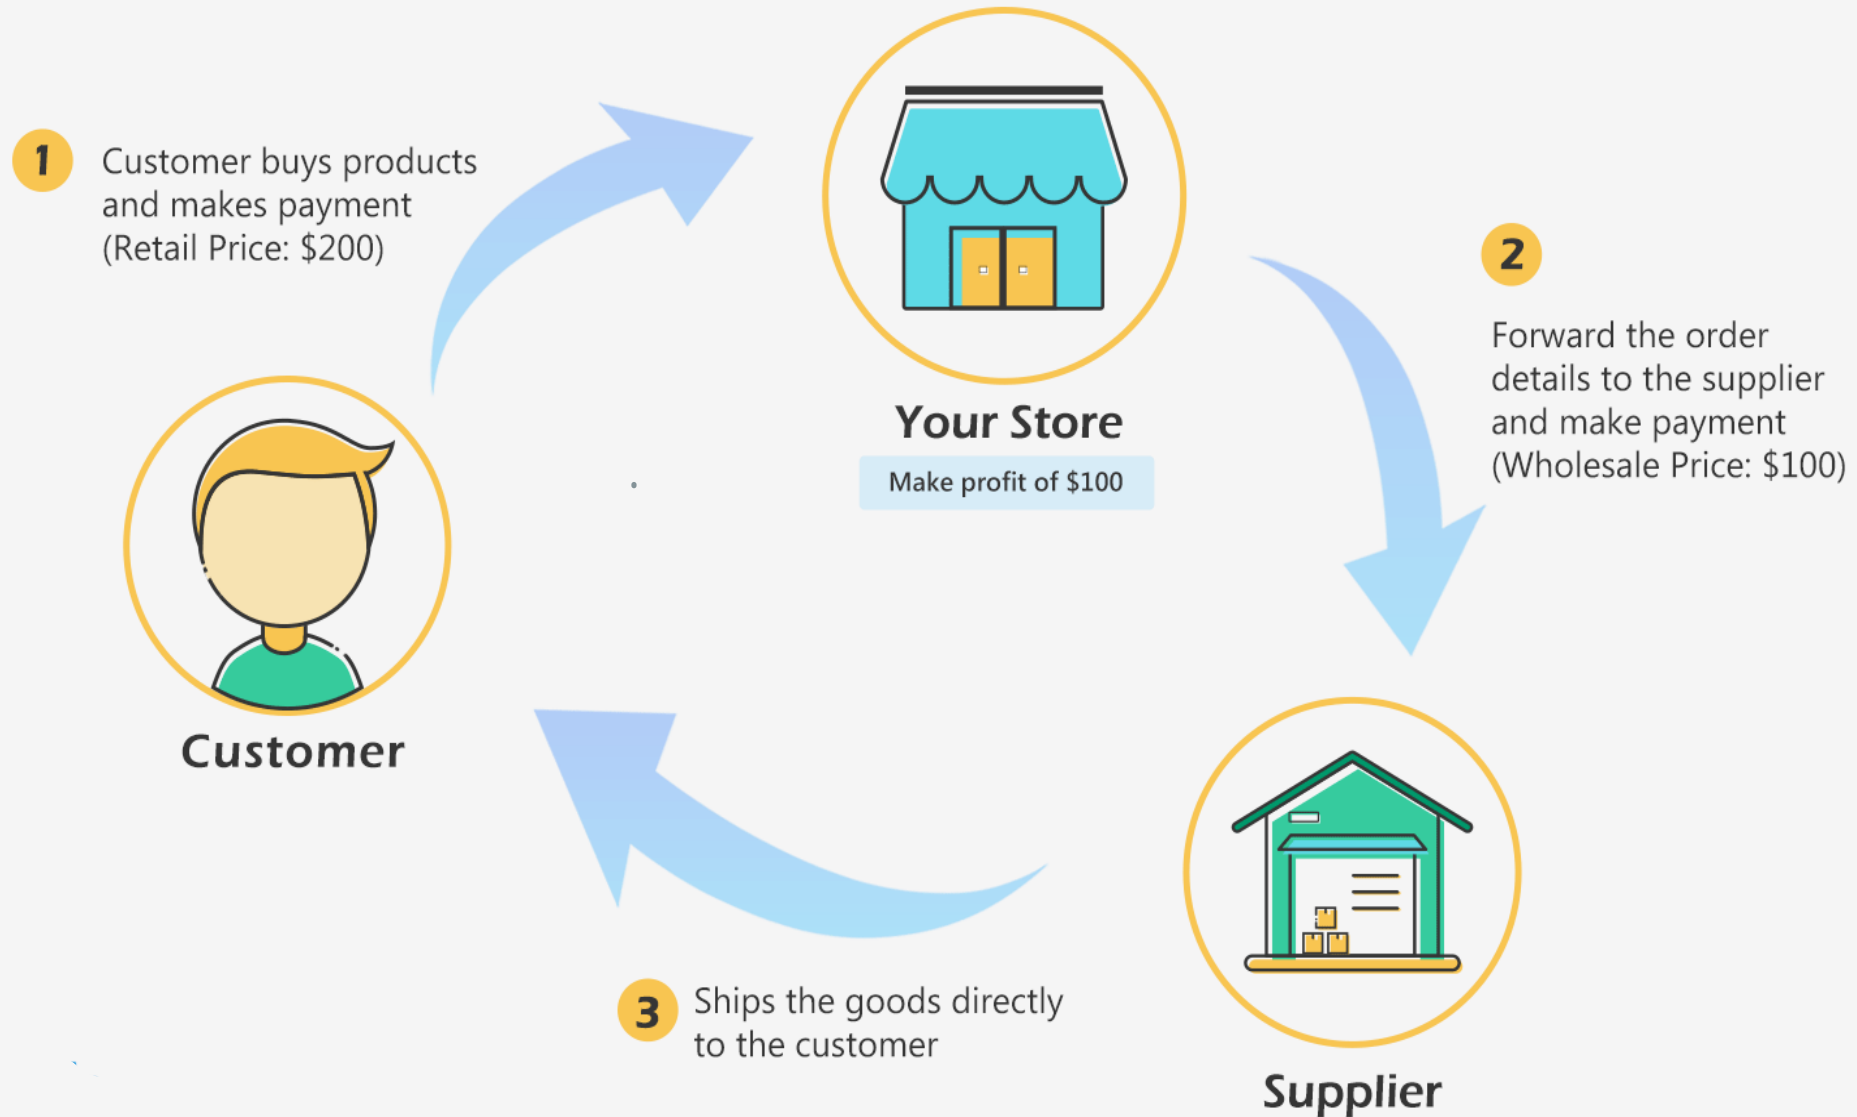 1
Customer buys products
and makes payment
(Retail Price: $200)
Your Store
Make profit of $100
2
Forward the order
details to the supplier
and make payment
(Wholesale Price: $100)
Customer
3
Ships the goods directly
to the customer
Supplier